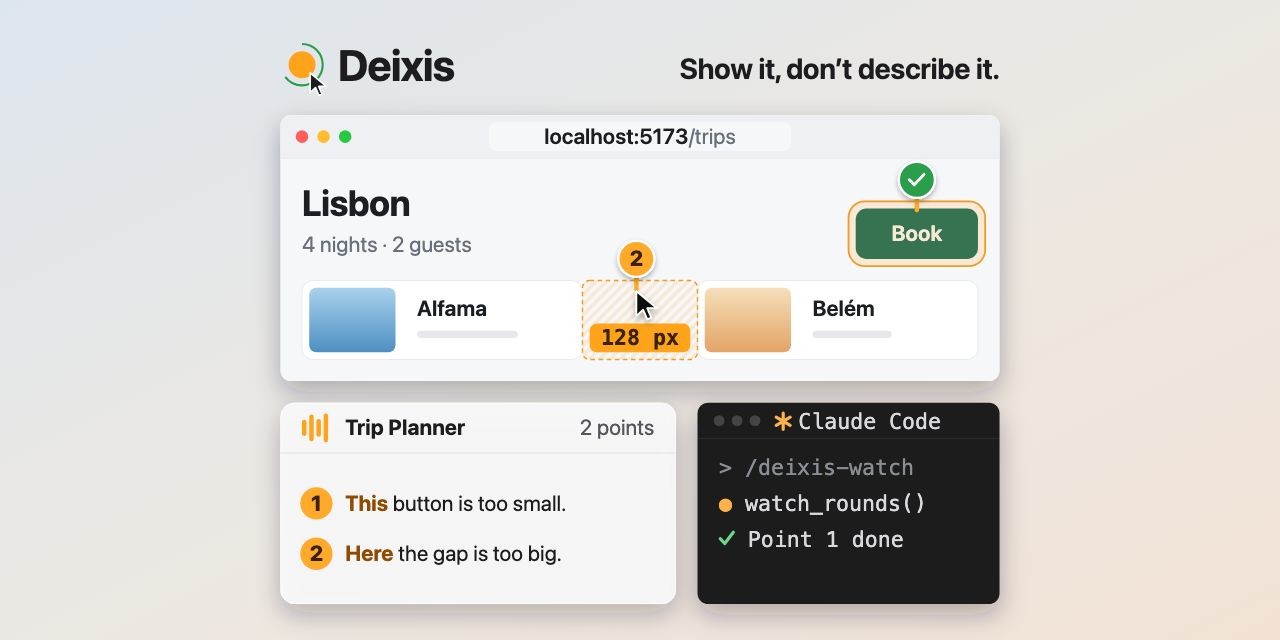 Deixis
Show it, don’t describe it.
localhost:5173/trips
Lisbon
4 nights · 2 guests
Book
2
Alfama
128 px
Belém
Trip Planner
2 points
1 This button is too small.
2 Here the gap is too big.
Claude Code
> /deixis-watch
watch_rounds()
Point 1 done